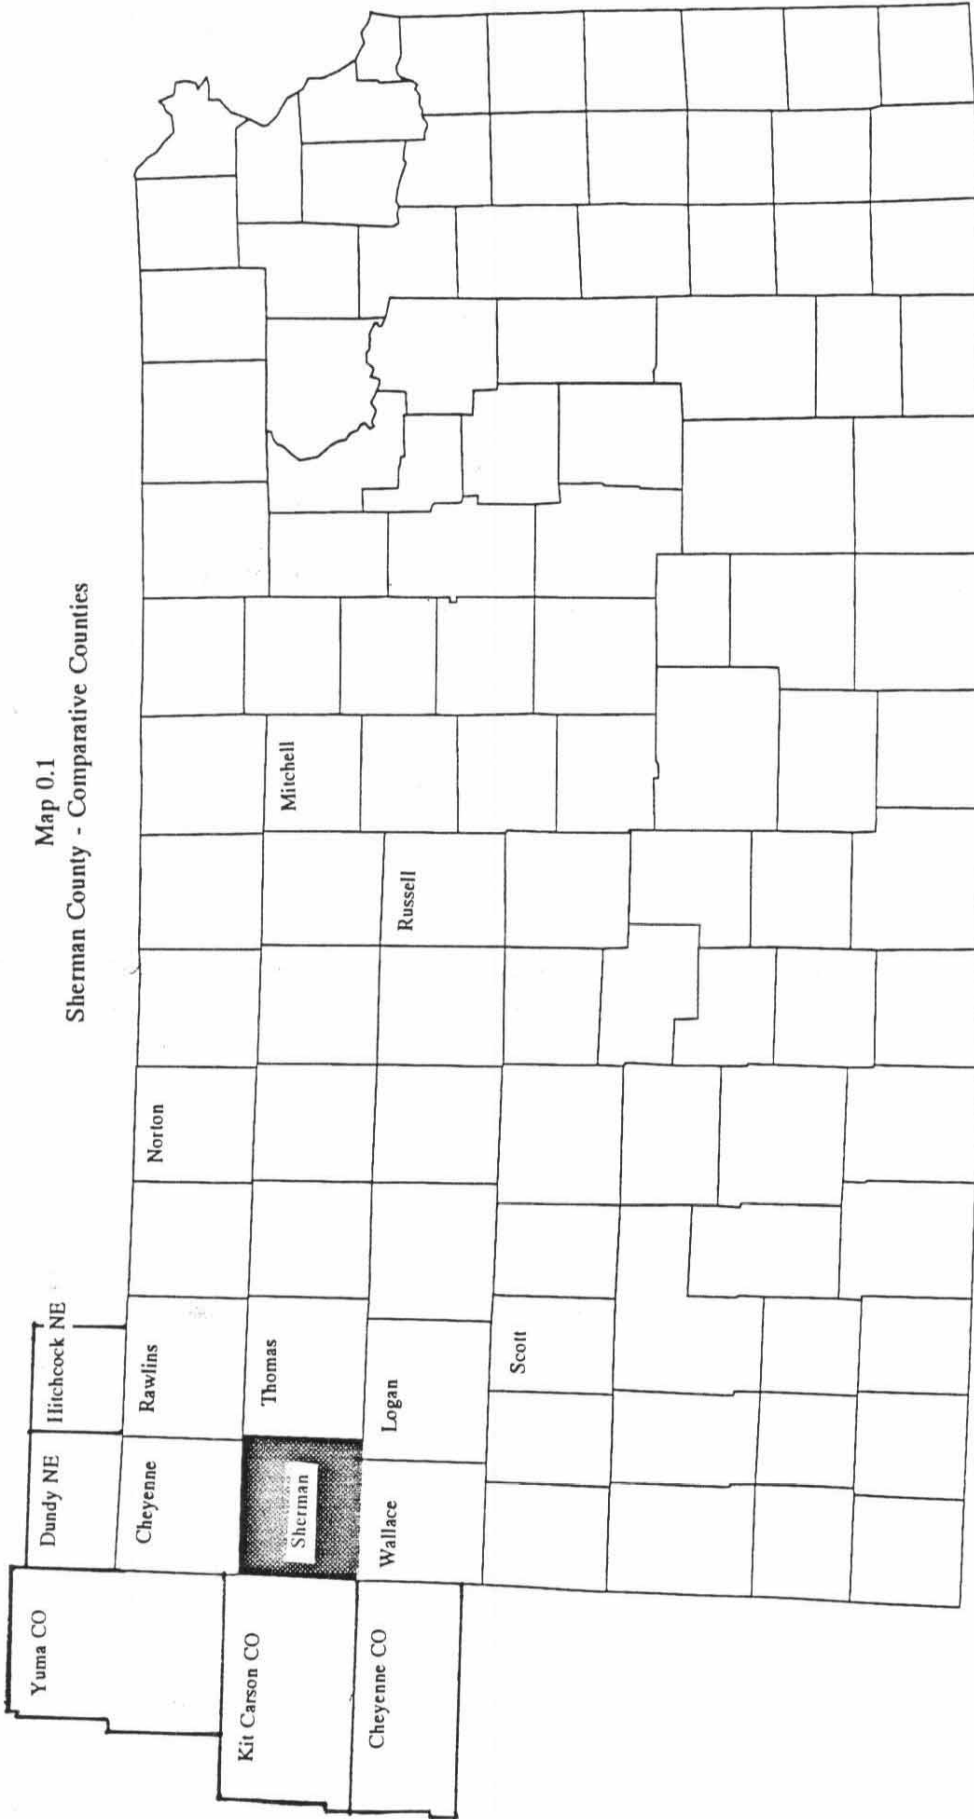 Map 0.1
Sherman County - Comparative Counties
Yuma CO
Dundy NE
Hitchcock NE
Cheyenne
Rawlins
Norton
Kit Carson CO
Sherman
Thomas
Mitchell
Cheyenne CO
Wallace
Logan
Russell
Scott